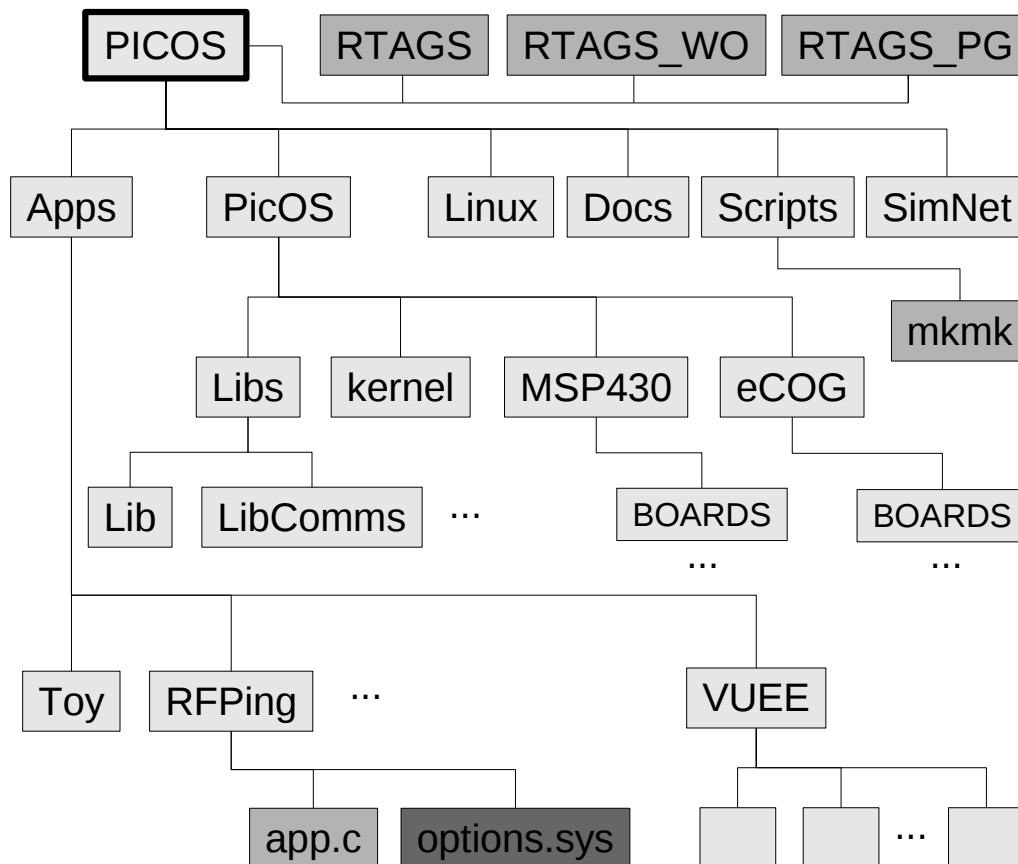 PICOS RTAGS RTAGS_WO RTAGS_PG
Apps PicOS Linux Docs Scripts SimNet
mkmk
Libs kernel MSP430 eCOG
Lib LibComms ... BOARDS BOARDS
... ...
Toy RFPing ... VUEE
app.c options.sys ...